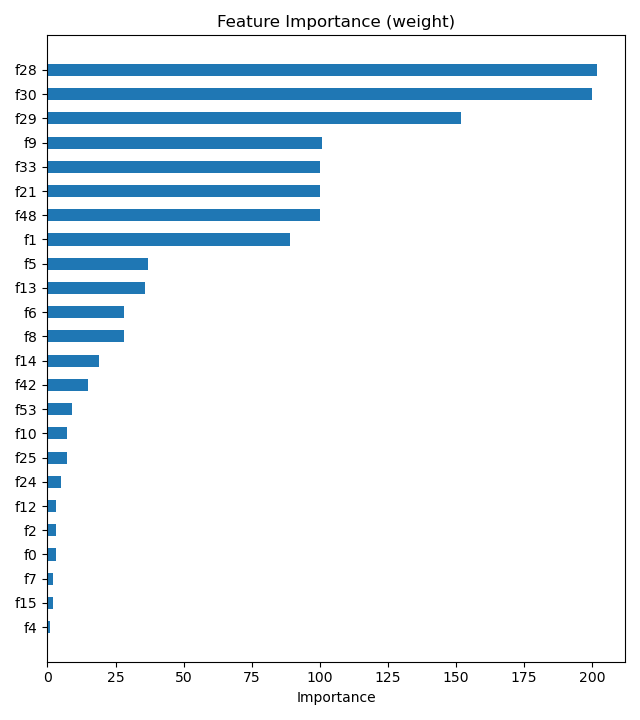 Feature Importance (weight)
f28
f30
f29
f9
f33
f21
f48
f1
f5
f13
f6
f8
f14
f42
f53
f10
f25
f24
f12
f2
f0
f7
f15
f4
0 25 50 75 100 125 150 175 200
Importance